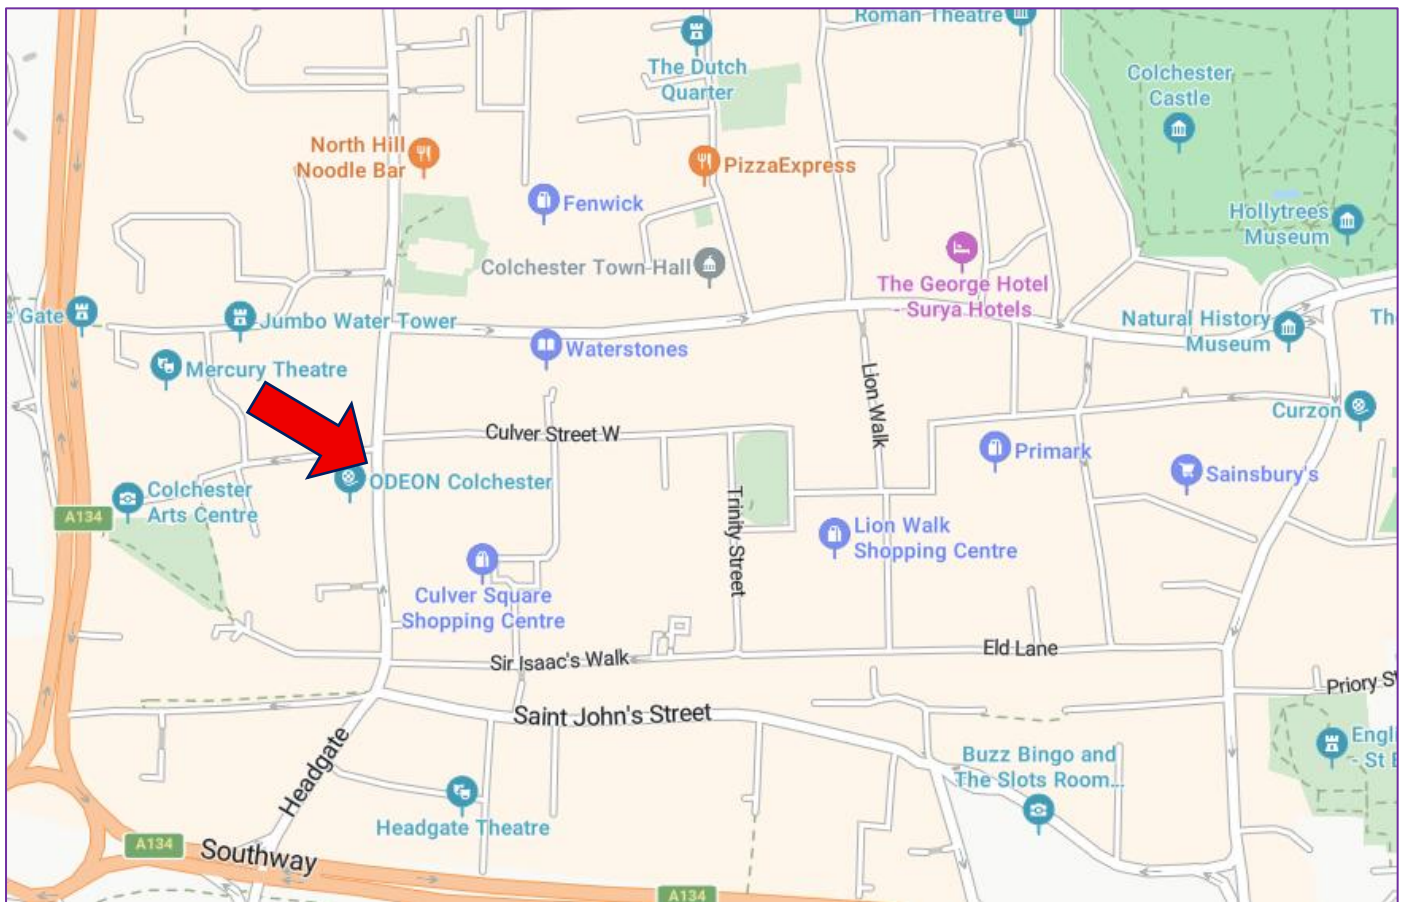 Roman Theatre
The Dutch
Quarter
Colchester
Castle
North Hill
Noodle Bar
PizzaExpress
Fenwick
Hollytrees
Museum
Colchester Town Hall
The George Hotel
- Surya Hotels
Gate
Jumbo Water Tower
Natural History
Museum
Th
Waterstones
Mercury Theatre
Lion Walk
Curzon
Culver Street W
Primark
Sainsbury's
ODEON Colchester
Colchester
Arts Centre
A134
Trinity Street
Lion Walk
Shopping Centre
Culver Square
Shopping Centre
Eld Lane
Sir Isaac's Walk
Priory S
Saint John's Street
Engli
- St
Headgate
Buzz Bingo and
The Slots Room...
Headgate Theatre
A134
Southway
A134